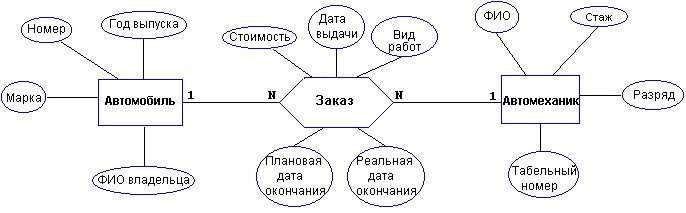 Номер
Год выпуска
Марка
Автомобиль
ФИО владельца
1
N
Стоимость
Дата
выдачи
Вид
работ
Заказ
Плановая
дата
окончания
Реальная
дата
окончания
N
1
ФИО
Стаж
Автомеханик
Разряд
Табельный
номер